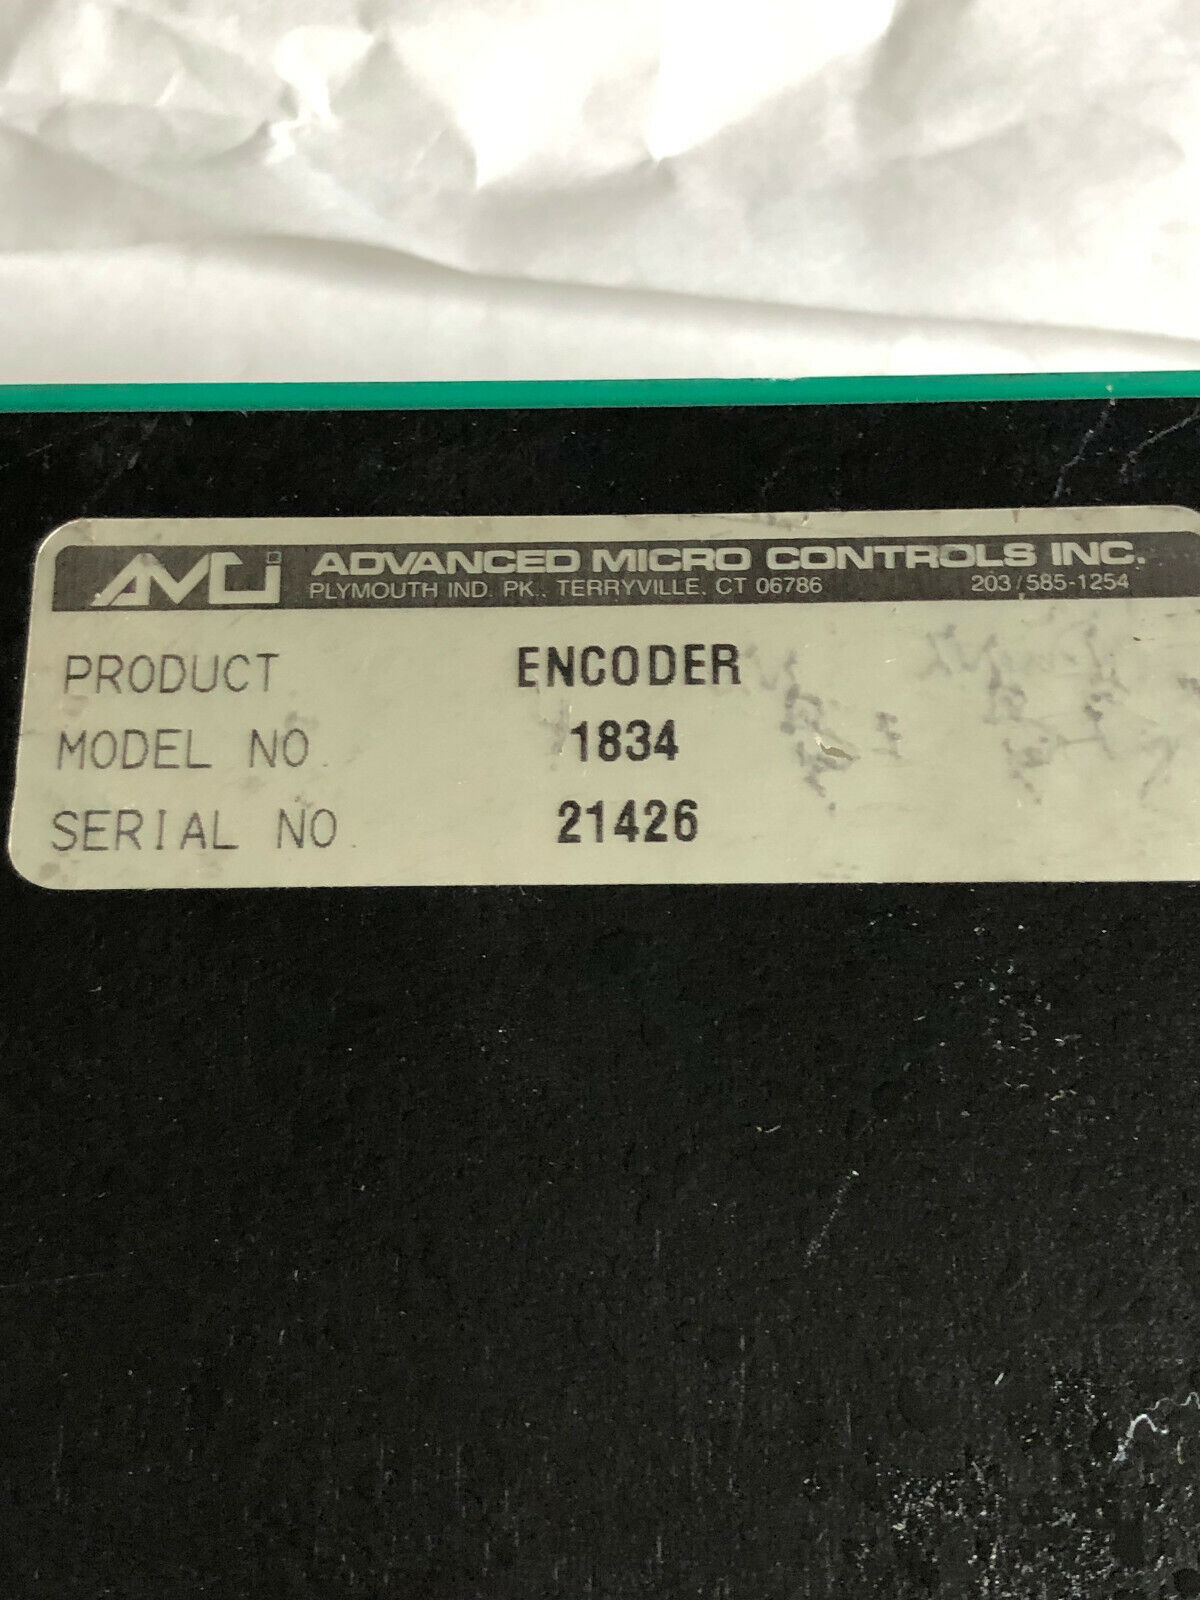 AMCI ADVANCED MICRO CONTROLS INC.
PLYMOUTH IND. PK., TERRYVILLE, CT 06786 203/585-1254
PRODUCT ENCODER
MODEL NO. 1834
SERIAL NO 21426